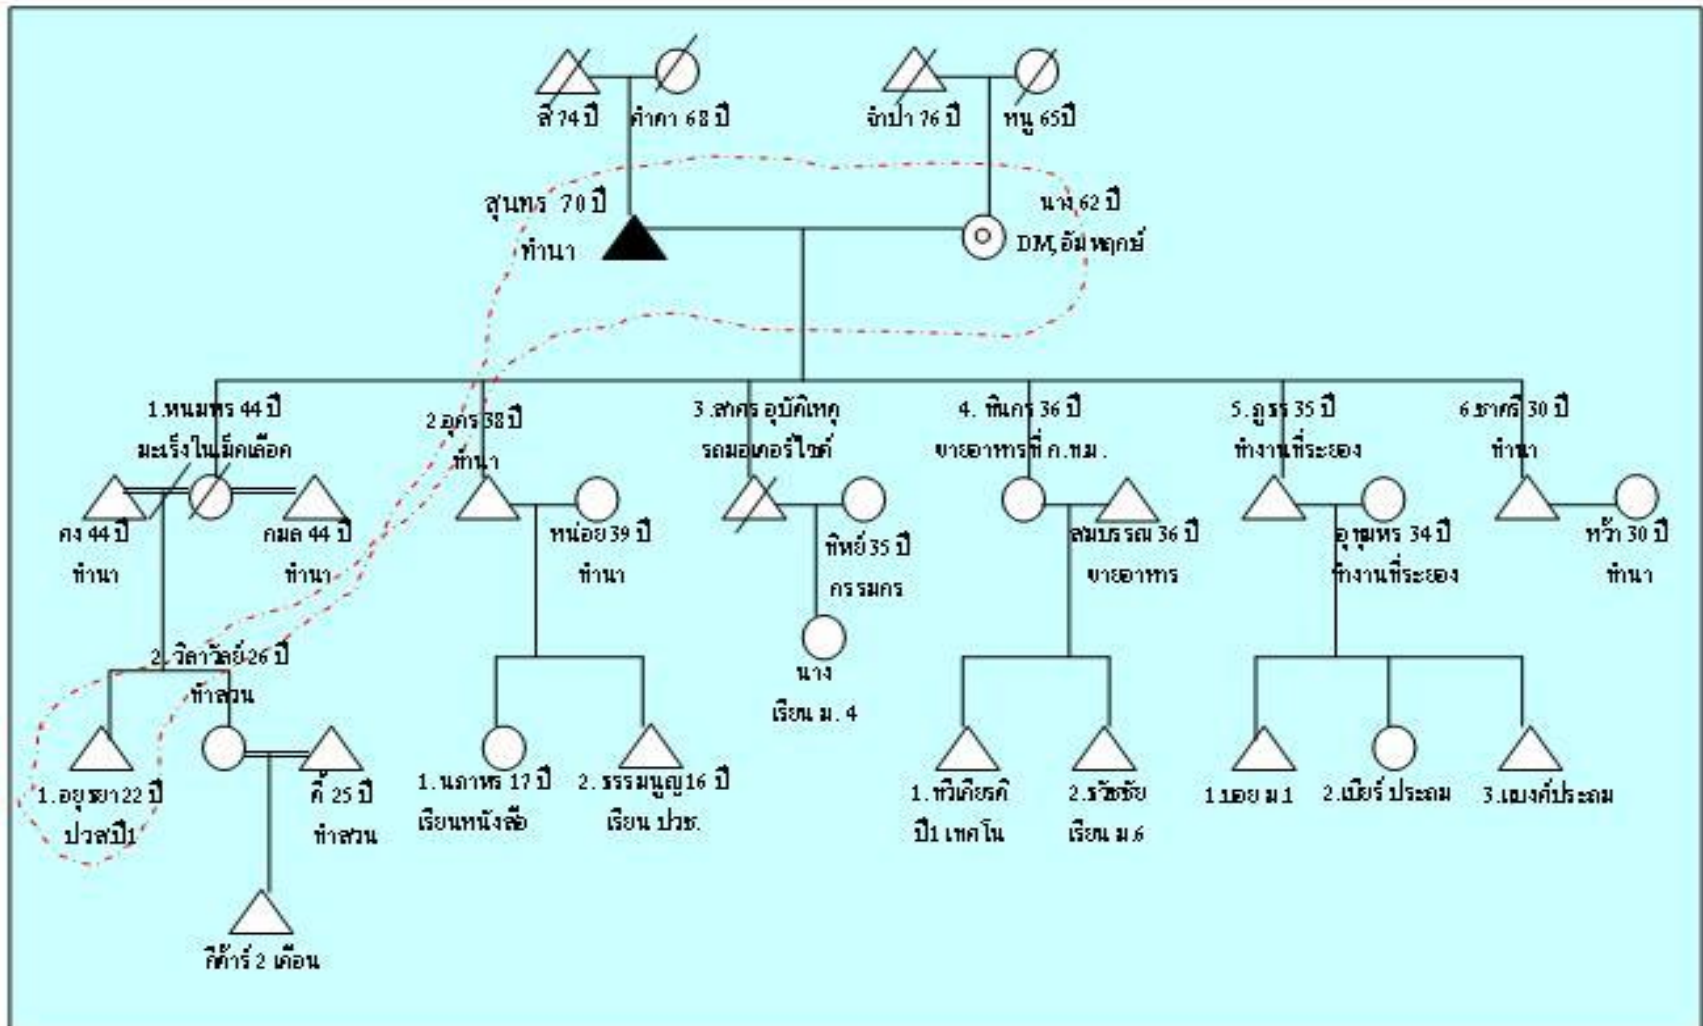 สี 74 ปี
คำดา 68 ปี
จำปา 76 ปี
หนู 65ปี
สุนทร 70 ปี
ทำนา
นาง 62 ปี
DM, อัมพฤกษ์
1.พนมพร 44 ปี
มะเร็งในเม็ดเลือด
2.อุดร 38 ปี
ทำนา
3.สาคร อุบัติเหตุ
รถมอเตอร์ไซด์
4. ทินกร 36 ปี
ขายอาหารที่ ก.ท.ม.
5. ภูธร 35 ปี
ทำงานที่ระยอง
6.ชาตรี 30 ปี
ทำนา
คง 44 ปี
ทำนา
กมล 44 ปี
ทำนา
หน่อย 39 ปี
ทำนา
ทิพย์ 35 ปี
กรรมกร
สมบรรณ 36 ปี
ขายอาหาร
อุทุมพร 34 ปี
ทำงานที่ระยอง
หว้า 30 ปี
ทำนา
2. วิลาวัลย์ 26 ปี
ทำสวน
นาง
เรียน ม. 4
1. อยุธยา 22 ปี
ปวส.ปี1
ดี้ 25 ปี
ทำสวน
1. นภาพร 17 ปี
เรียนหนังสือ
2. ธรรมนูญ 16 ปี
เรียน ปวช.
1. ทวีเกียรติ
ปี1 เทคโน
2.ธวัชชัย
เรียน ม.6
1.บอย ม.1
2.เบียร์ ประถม
3.แบงค์ประถม
กีต้าร์ 2 เดือน